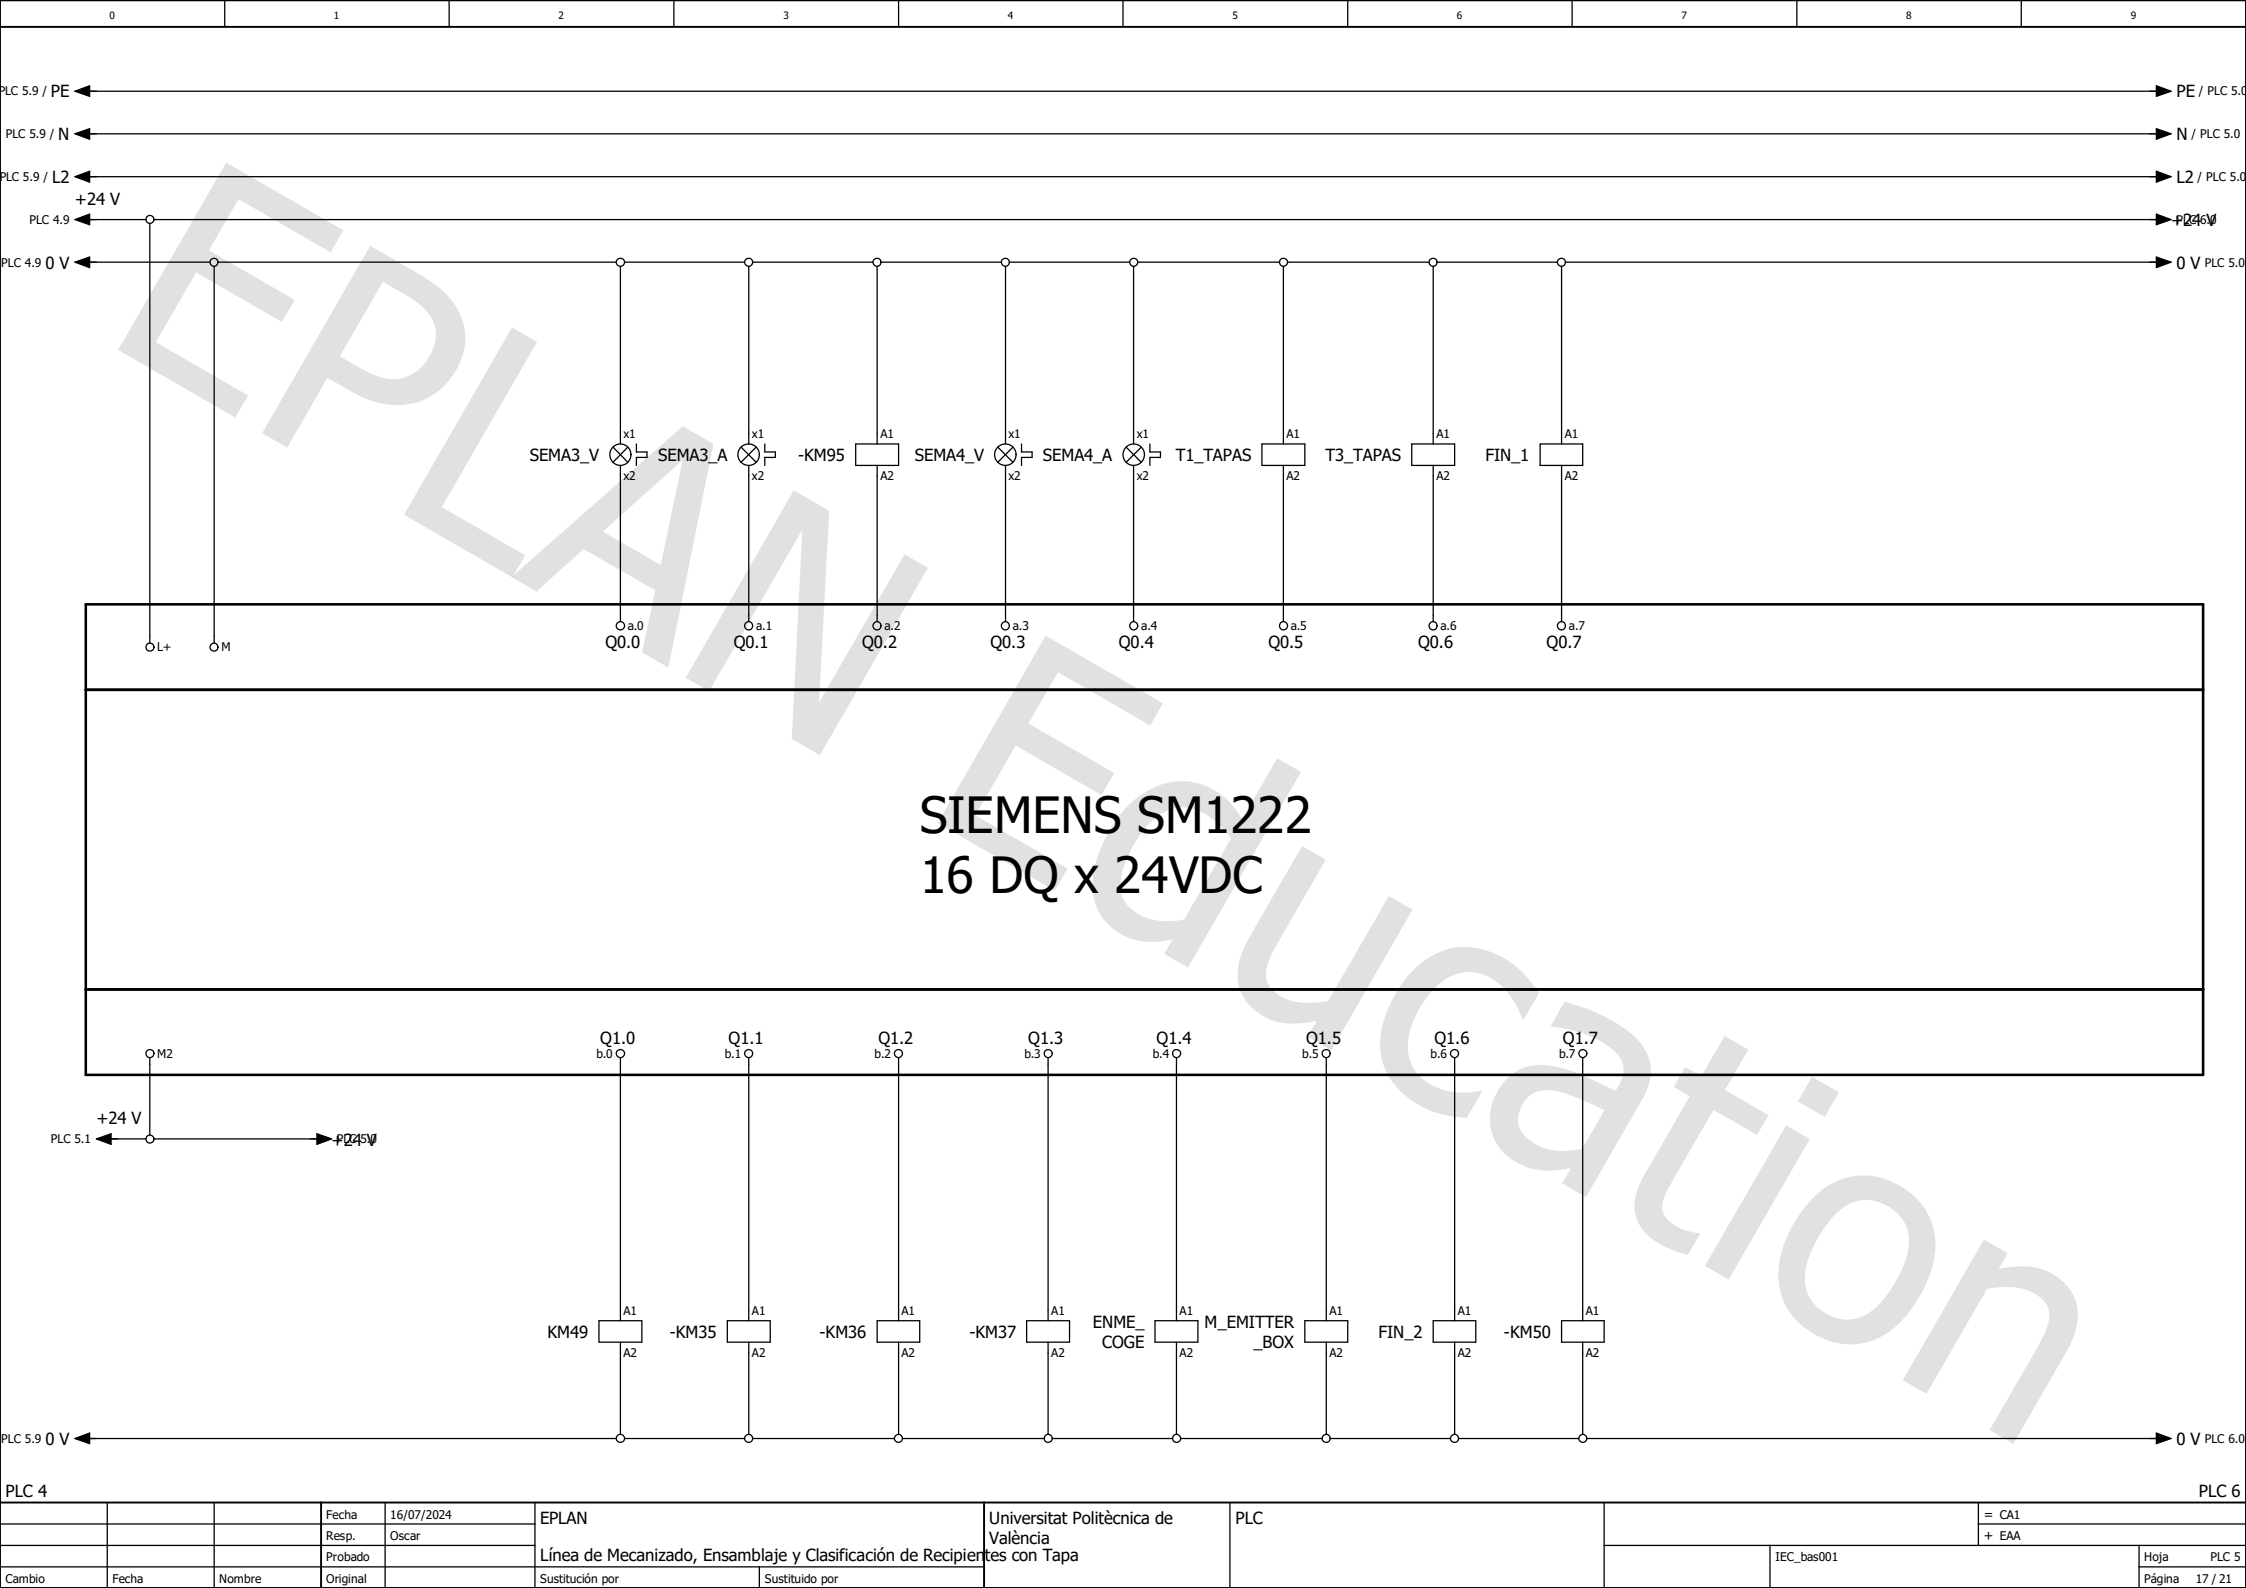 0 1 2 3 4 5 6 7 8 9
PLC 5.9 / PE PE / PLC 5.0
PLC 5.9 / N N / PLC 5.0
PLC 5.9 / L2 L2 / PLC 5.0
+24 V
PLC 4.9 +24 V
PLC 4.9 0 V 0 V PLC 5.0
x1 x1 A1 x1 x1 A1 A1 A1
SEMA3_V SEMA3_A -KM95 SEMA4_V SEMA4_A T1_TAPAS T3_TAPAS FIN_1
x2 x2 A2 x2 x2 A2 A2 A2
a.0 a.1 a.2 a.3 a.4 a.5 a.6 a.7
Q0.0 Q0.1 Q0.2 Q0.3 Q0.4 Q0.5 Q0.6 Q0.7
L+ M
SIEMENS SM1222
16 DQ x 24VDC
Q1.0 Q1.1 Q1.2 Q1.3 Q1.4 Q1.5 Q1.6 Q1.7
M2 b.0 b.1 b.2 b.3 b.4 b.5 b.6 b.7
+24 V
PLC 5.1 +24 V
A1 A1 A1 A1 A1 A1 A1 A1
KM49 -KM35 -KM36 -KM37 ENME_ M_EMITTER FIN_2 -KM50
COGE _BOX
A2 A2 A2 A2 A2 A2 A2 A2
PLC 5.9 0 V 0 V PLC 6.0
PLC 4 PLC 6
Fecha 16/07/2024 EPLAN Universitat Politècnica de PLC = CA1
Resp. Oscar València + EAA
Probado Línea de Mecanizado, Ensamblaje y Clasificación de Recipientes con Tapa IEC_bas001 Hoja PLC 5
Cambio Fecha Nombre Original Sustitución por Sustituido por Página 17 / 21
EPLAN Education